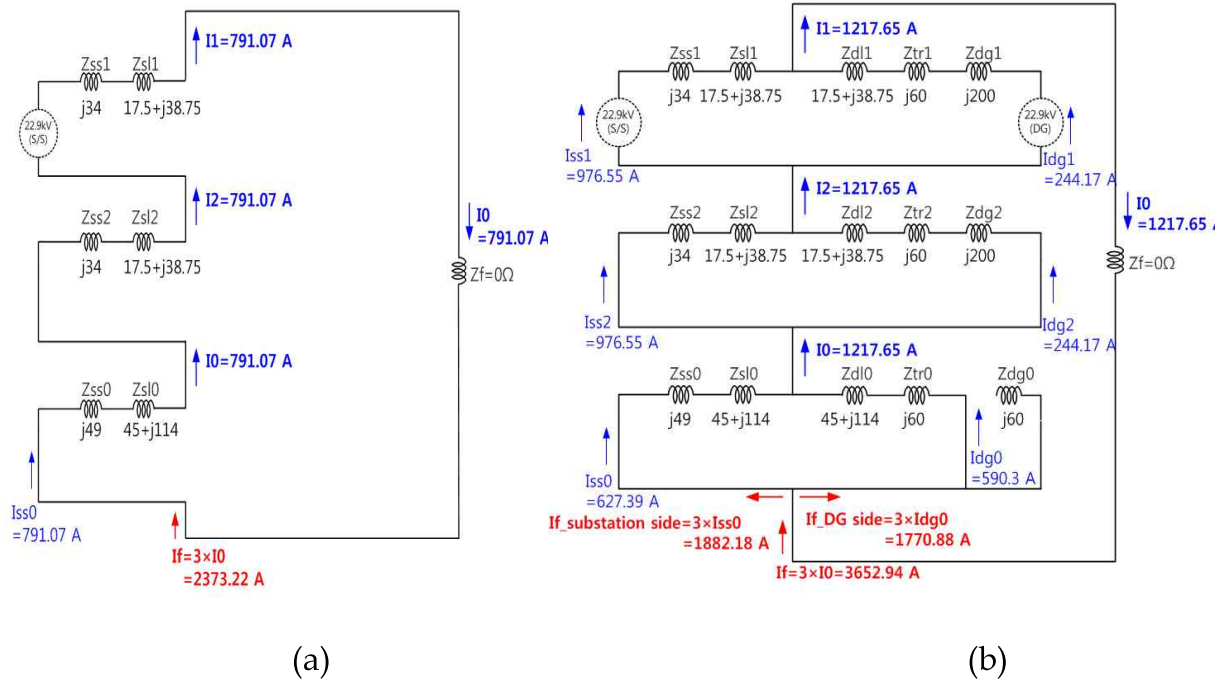 I1=791.07 A
Zss1 Zsl1
j34 17.5+j38.75
22.9kV
(S/S)
I2=791.07 A
Zss2 Zsl2
j34 17.5+j38.75
I0
=791.07 A
Zf=0Ω
I0=791.07 A
Zss0 Zsl0
j49 45+j114
Iss0
=791.07 A
If=3×I0
=2373.22 A
(a)
I1=1217.65 A
Zss1 Zsl1 Zdl1 Ztr1 Zdg1
j34 17.5+j38.75 17.5+j38.75 j60 j200
22.9kV
(S/S)
22.9kV
(DG)
Iss1
=976.55 A
Idg1
=244.17 A
I2=1217.65 A
I0
=1217.65 A
Zss2 Zsl2 Zdl2 Ztr2 Zdg2
j34 17.5+j38.75 17.5+j38.75 j60 j200
Zf=0Ω
Iss2
=976.55 A
Idg2
=244.17 A
I0=1217.65 A
Zss0 Zsl0 Zdl0 Ztr0 Zdg0
j49 45+j114 45+j114 j60 j60
Iss0
=627.39 A
Idg0
=590.3 A
If_substation side=3×Iss0
=1882.18 A
If_DG side=3×Idg0
=1770.88 A
If=3×I0=3652.94 A
(b)